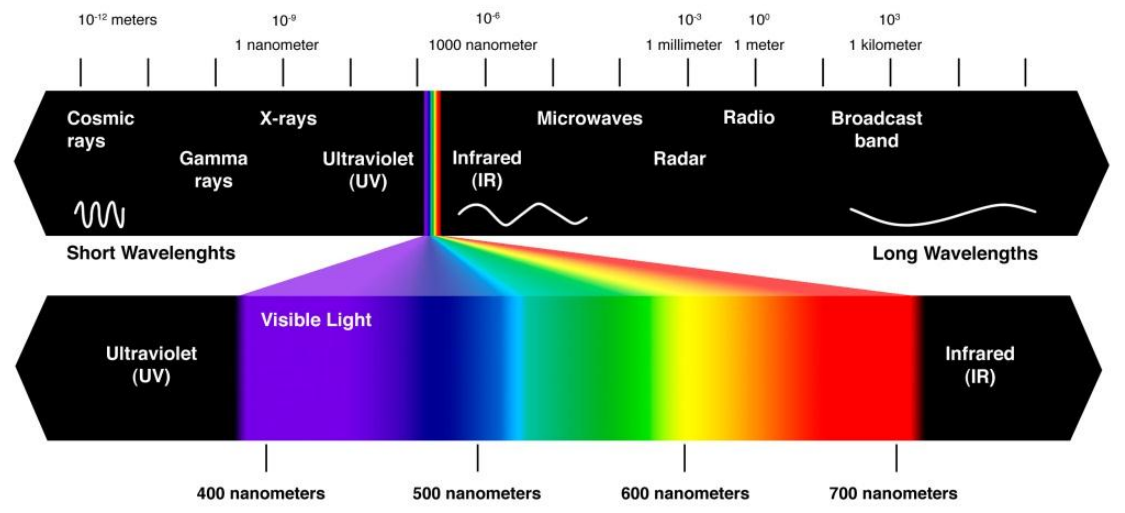 10⁻¹² meters
10⁻⁹
10⁻⁶
10⁻³
10⁰
10³
1 nanometer
1000 nanometer
1 millimeter
1 meter
1 kilometer
Cosmic
rays
Gamma
rays
X-rays
Ultraviolet
(UV)
Infrared
(IR)
Microwaves
Radar
Radio
Broadcast
band
Short Wavelenghts
Long Wavelengths
Visible Light
Ultraviolet
(UV)
Infrared
(IR)
400 nanometers
500 nanometers
600 nanometers
700 nanometers